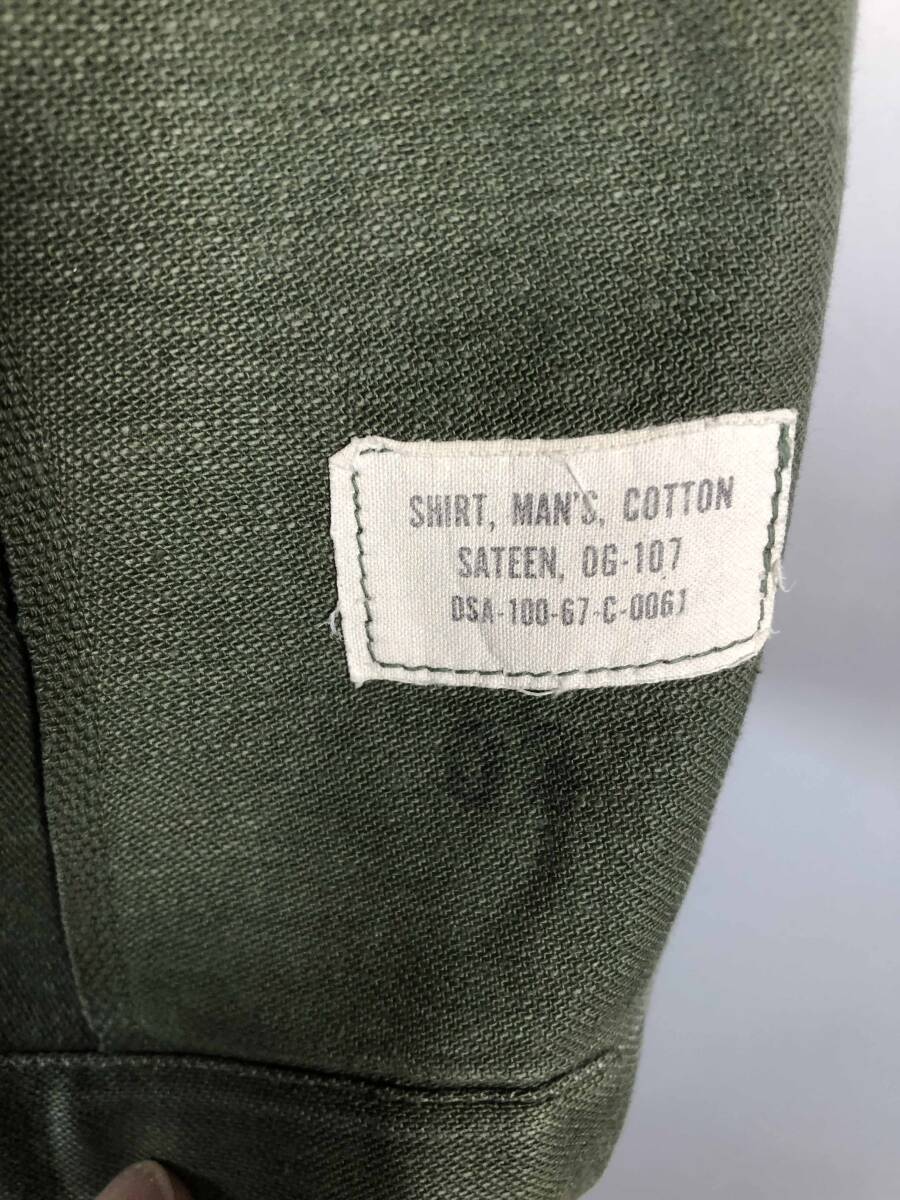 SHIRT, MAN'S, COTTON
SATEEN, OG-107
DSA-100-67-C-0061